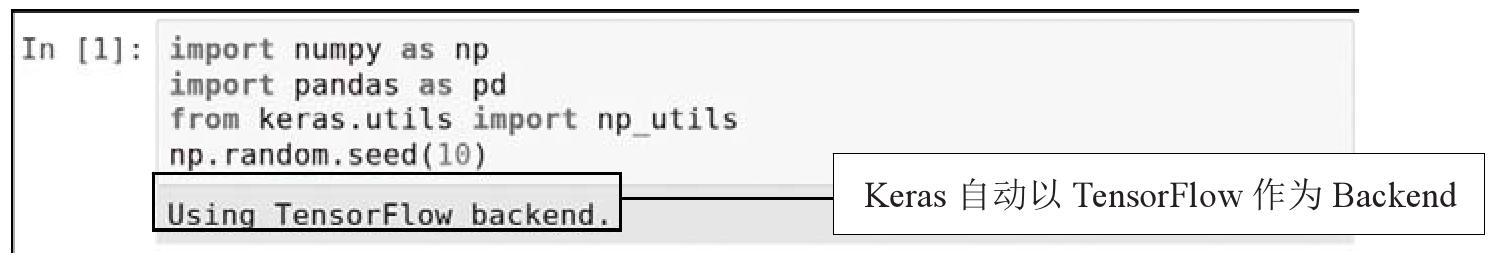 In [1]: import numpy as np
import pandas as pd
from keras.utils import np_utils
np.random.seed(10)
Using TensorFlow backend.
Keras 自动以 TensorFlow 作为 Backend